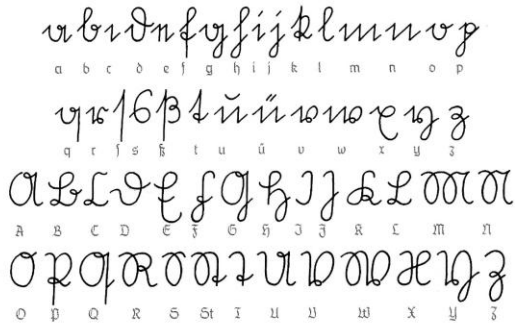 a b c d e f g h i j k l m n o p
a b c d e f g h i j k l m n o p
q r ſ s ß t u ü v w x y z
q r ſ s ß t u ü v w x y z
A B C D E F G H I J K L M N
A B C D E F G H I J K L M N
O P Q R S St T U V W X Y Z
O P Q R S St T U V W X Y Z